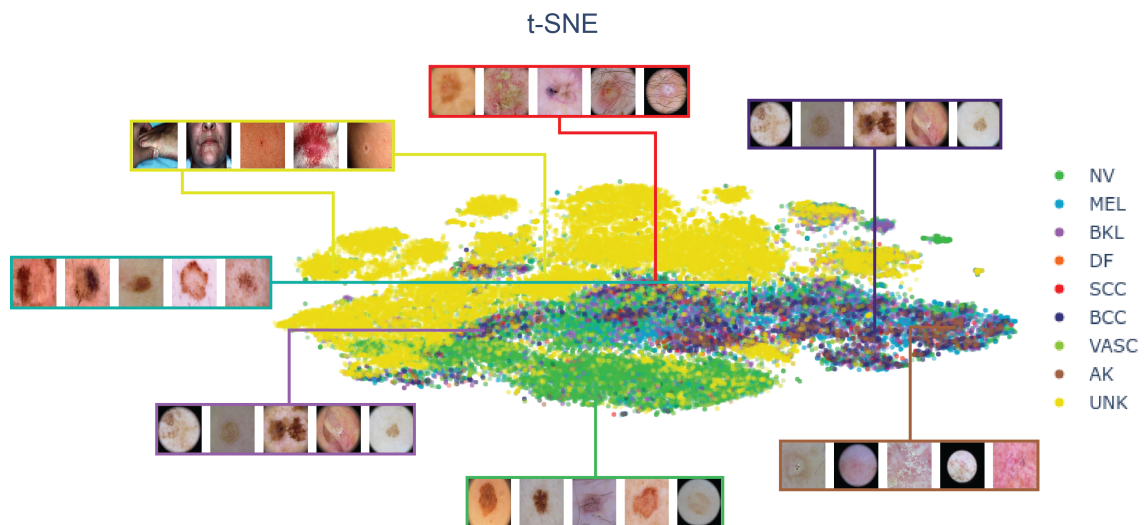 t-SNE
NV
MEL
BKL
DF
SCC
BCC
VASC
AK
UNK